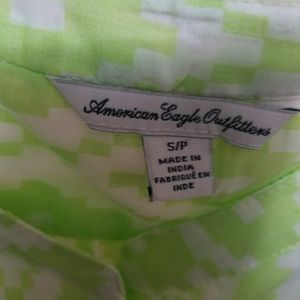 American Eagle Outfitters
S/P
MADE IN
INDIA
FABRIQUÉ EN
INDE